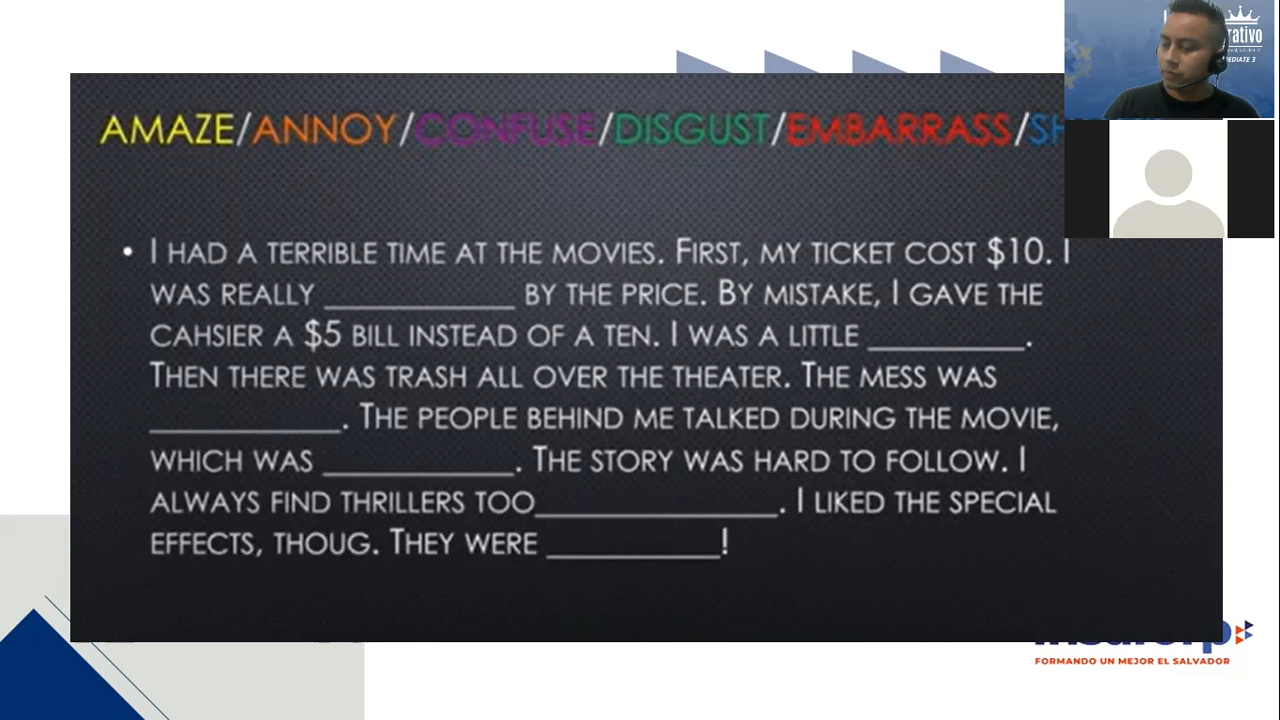 AMAZE/ANNOY/CONFUSE/DISGUST/EMBARRASS/SH
• I HAD A TERRIBLE TIME AT THE MOVIES. FIRST, MY TICKET COST $10. I
WAS REALLY ____________ BY THE PRICE. BY MISTAKE, I GAVE THE
CAHSIER A $5 BILL INSTEAD OF A TEN. I WAS A LITTLE __________.
THEN THERE WAS TRASH ALL OVER THE THEATER. THE MESS WAS
____________. THE PEOPLE BEHIND ME TALKED DURING THE MOVIE,
WHICH WAS ____________. THE STORY WAS HARD TO FOLLOW. I
ALWAYS FIND THRILLERS TOO_______________. I LIKED THE SPECIAL
EFFECTS, THOUG. THEY WERE ___________!
FORMANDO UN MEJOR EL SALVADOR